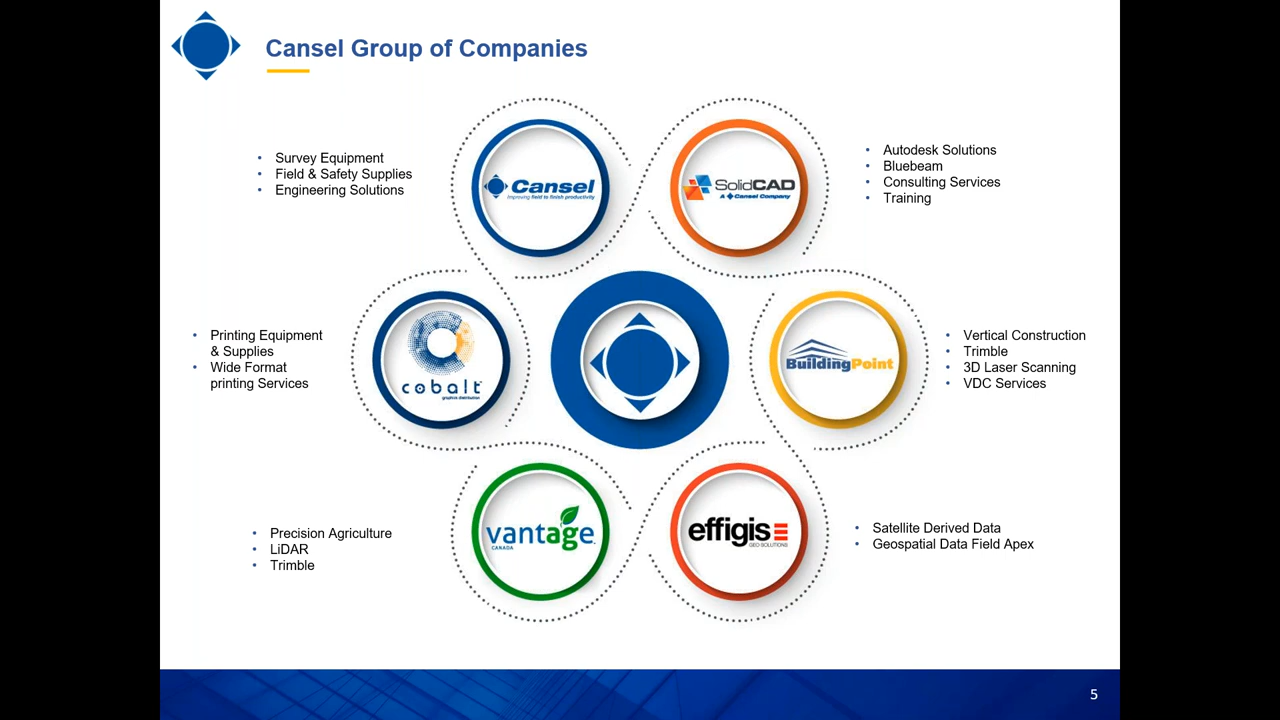 Cansel Group of Companies
• Survey Equipment
• Field & Safety Supplies
• Engineering Solutions
Cansel
Improving field to finish productivity
SolidCAD
A Cansel Company
• Autodesk Solutions
• Bluebeam
• Consulting Services
• Training
• Printing Equipment
& Supplies
• Wide Format
printing Services
cobalt™
graphics distribution
BuildingPoint
• Vertical Construction
• Trimble
• 3D Laser Scanning
• VDC Services
• Precision Agriculture
• LiDAR
• Trimble
vantage
CANADA
effigis
GEO-SOLUTIONS
• Satellite Derived Data
• Geospatial Data Field Apex
5